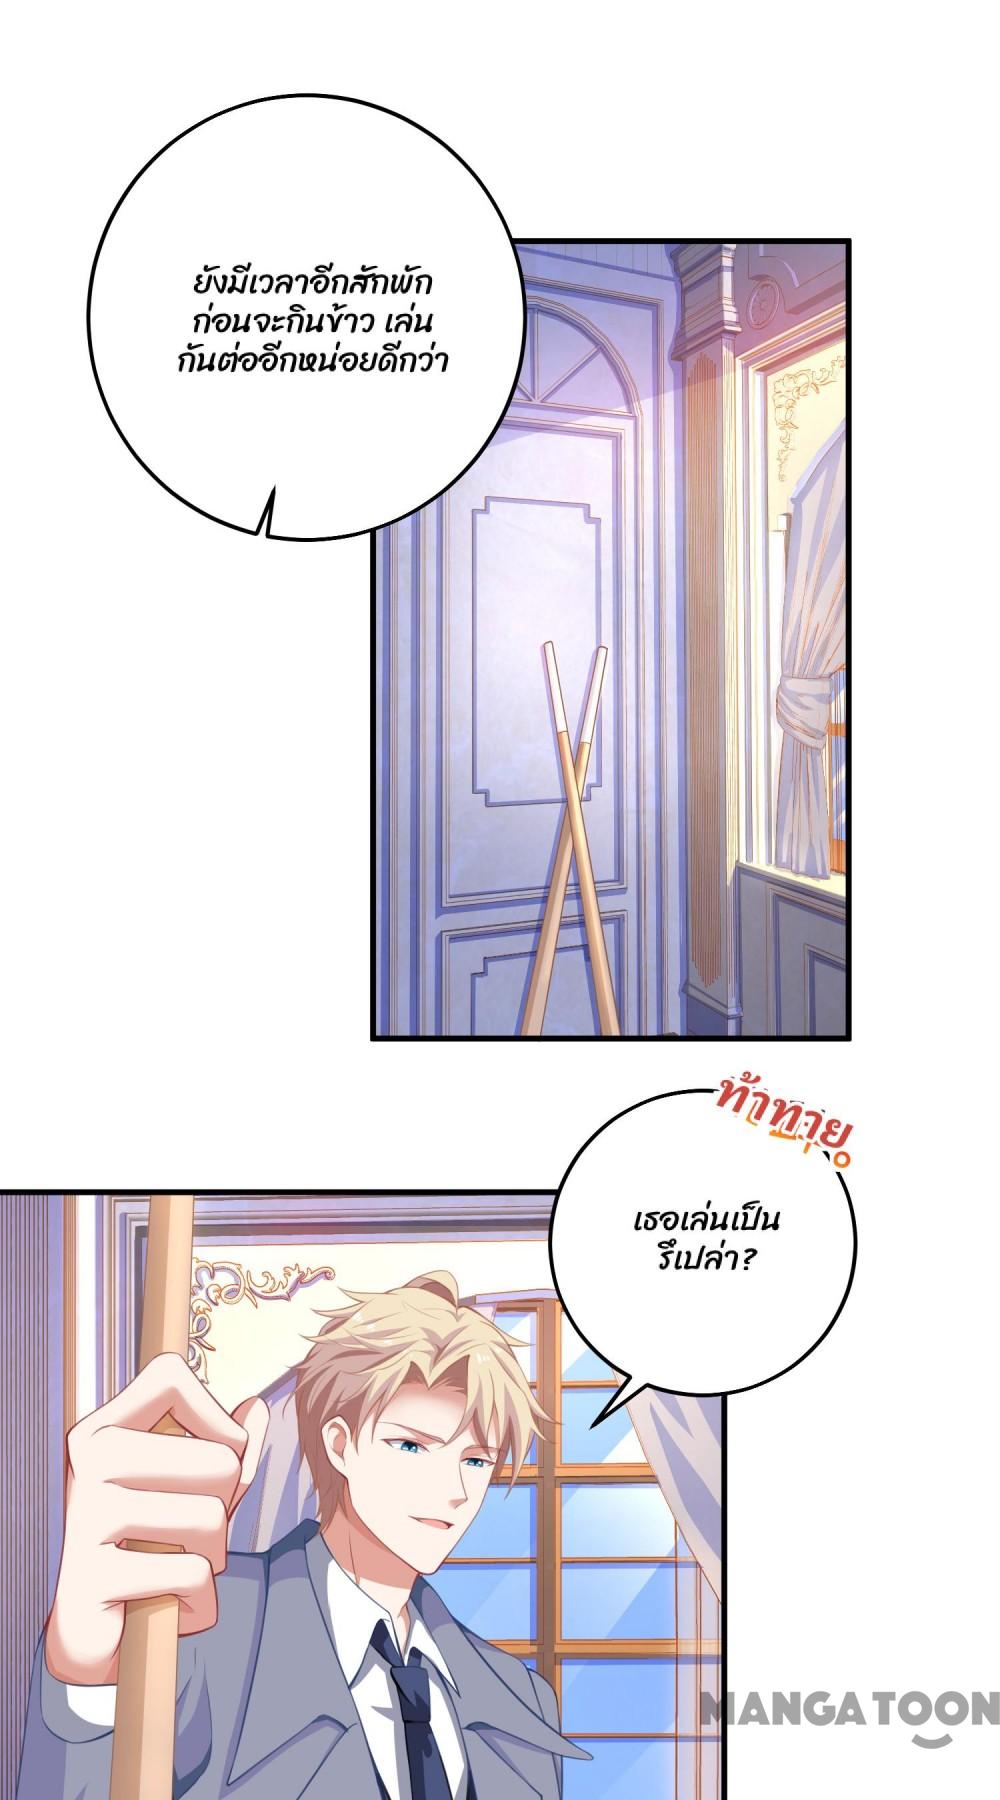 ยังมีเวลาอีกสักพัก
ก่อนจะกินข้าว เล่น
กันต่ออีกหน่อยดีกว่า
ท้าทาย
เธอเล่นเป็น
รึเปล่า?
MANGATOON